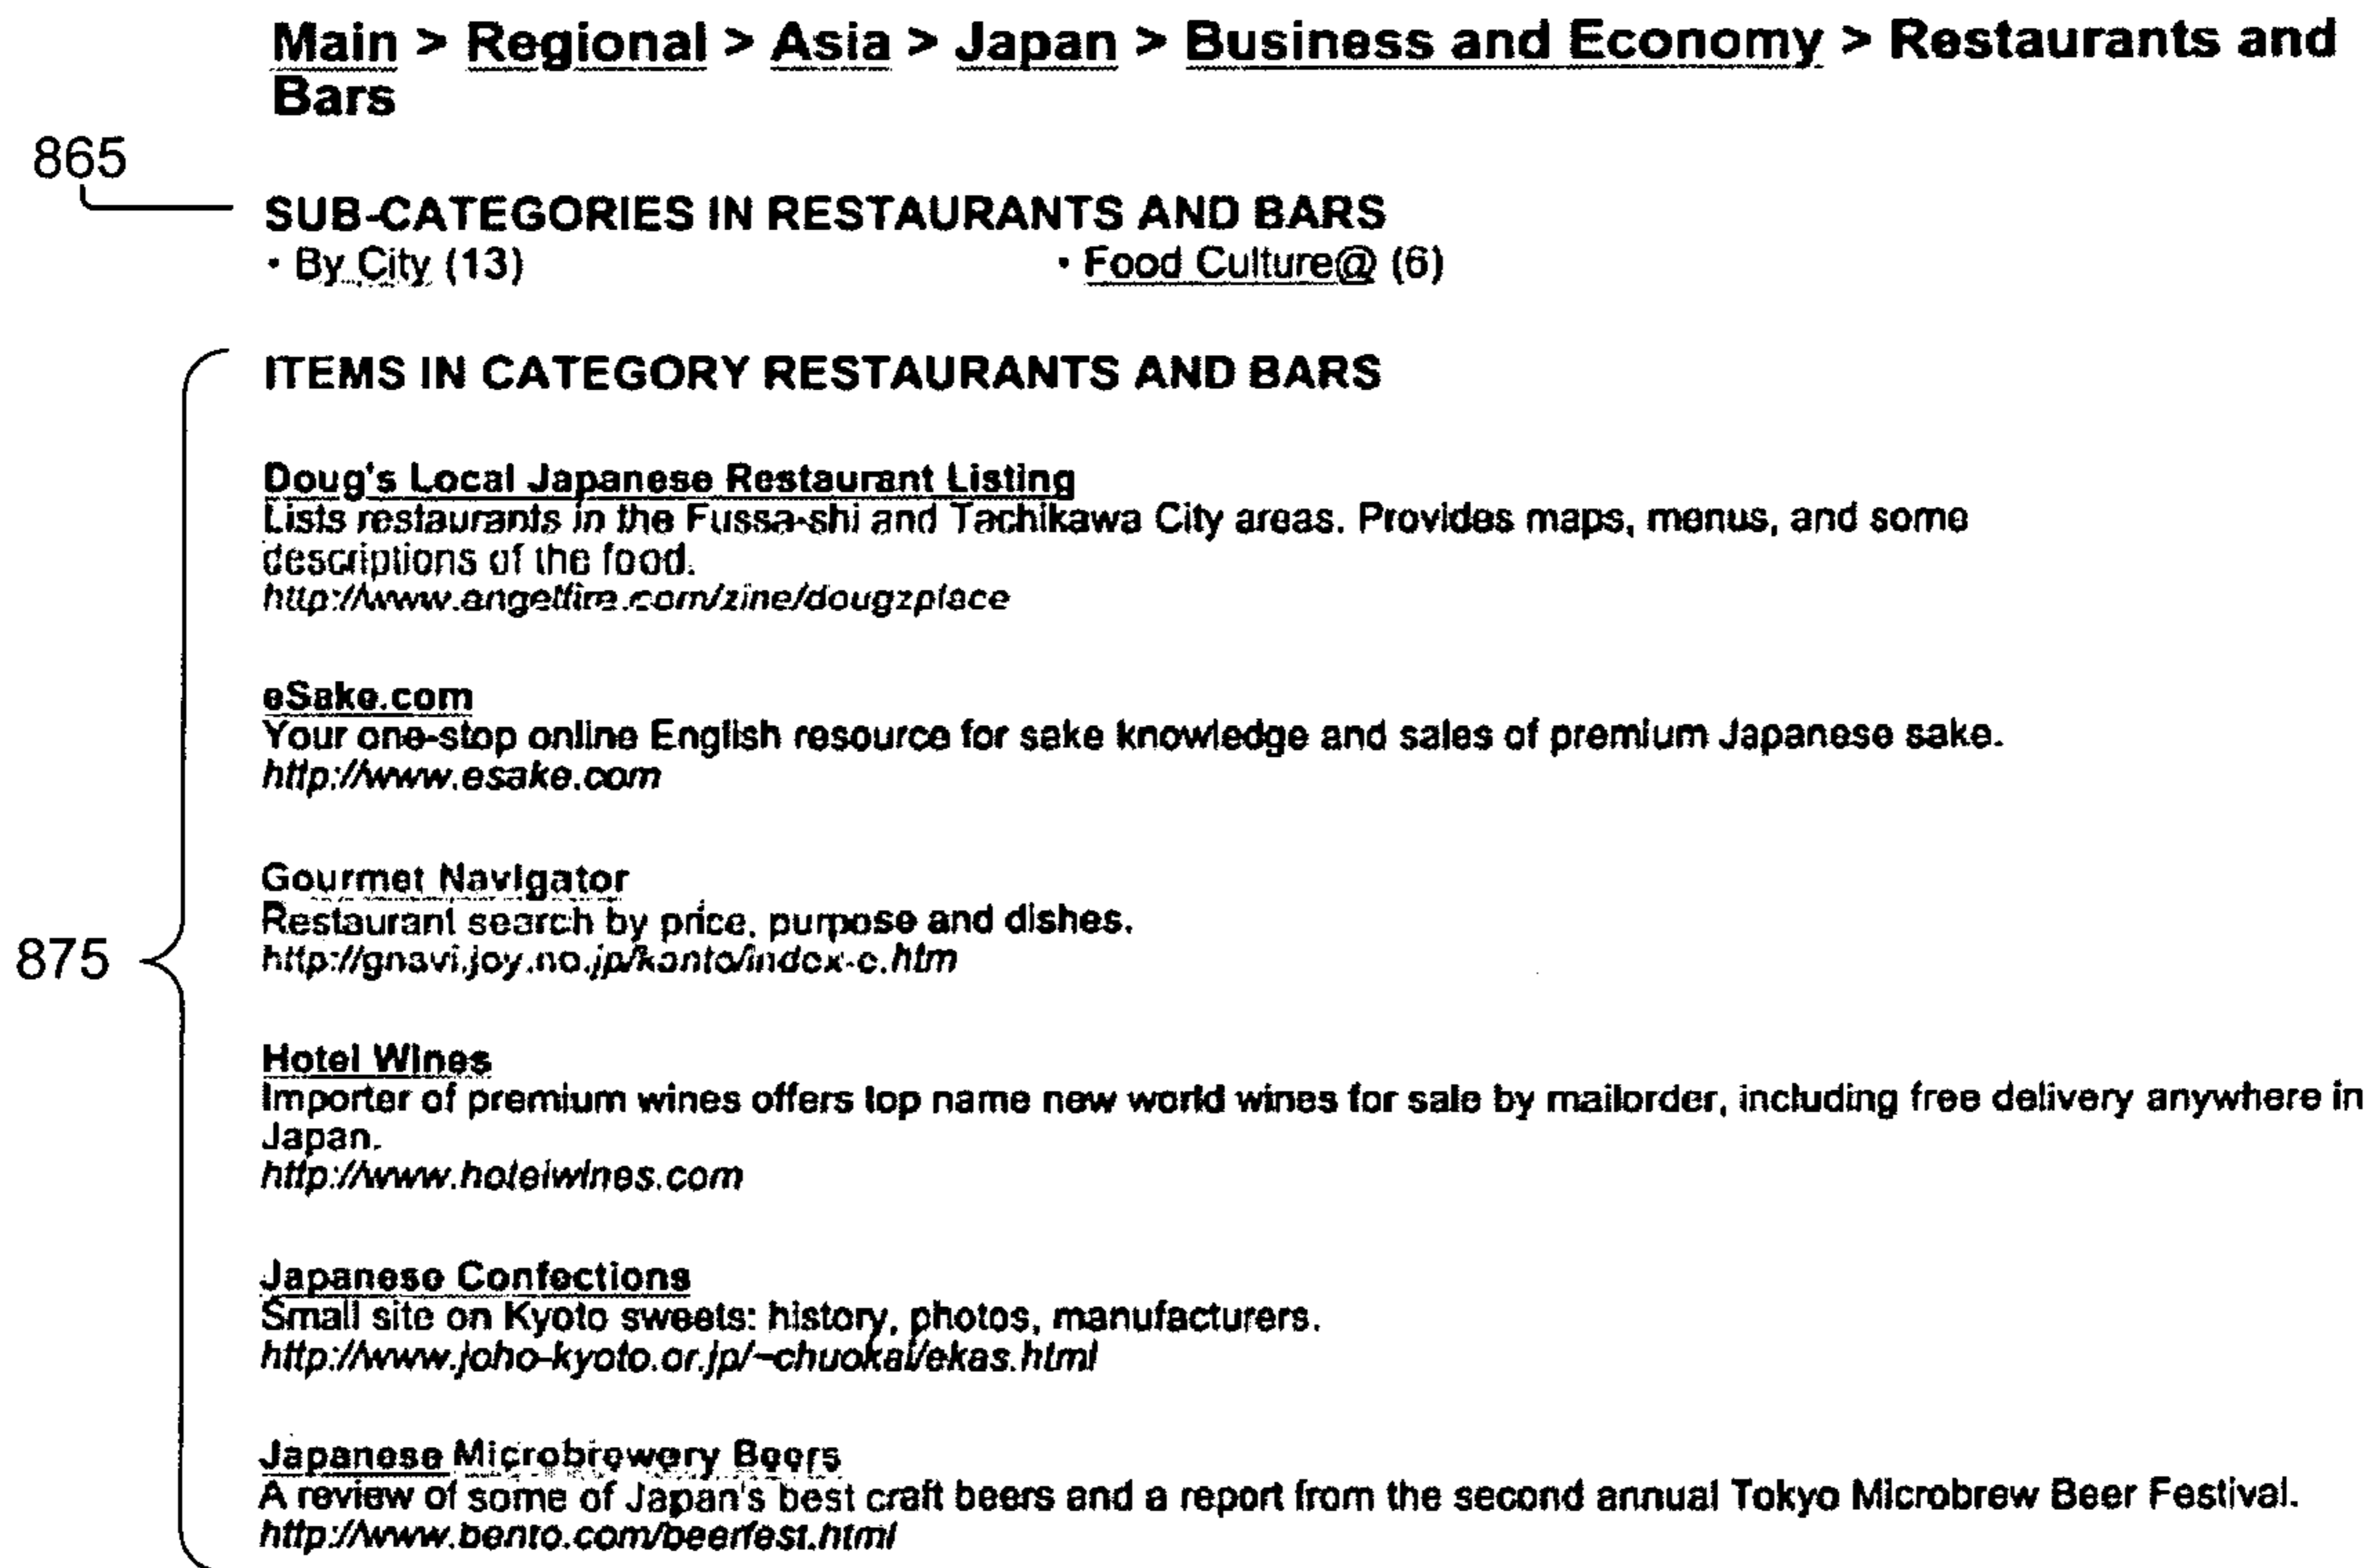 Main > Regional > Asia > Japan > Business and Economy > Restaurants and
Bars
865
SUB-CATEGORIES IN RESTAURANTS AND BARS
· By City (13) · Food Culture@ (6)
ITEMS IN CATEGORY RESTAURANTS AND BARS
Doug's Local Japanese Restaurant Listing
Lists restaurants in the Fussa-shi and Tachikawa City areas. Provides maps, menus, and some
descriptions of the food.
http://www.angelfire.com/zine/dougzplace
eSake.com
Your one-stop online English resource for sake knowledge and sales of premium Japanese sake.
http://www.esake.com
Gourmet Navigator
Restaurant search by price, purpose and dishes.
http://gnavi.joy.no.jp/kanto/index-e.htm
875
Hotel Wines
Importer of premium wines offers top name new world wines for sale by mailorder, including free delivery anywhere in
Japan.
http://www.hotelwines.com
Japanese Confections
Small site on Kyoto sweets: history, photos, manufacturers.
http://www.joho-kyoto.or.jp/~chuokai/ekas.html
Japanese Microbrewery Beers
A review of some of Japan's best craft beers and a report from the second annual Tokyo Microbrew Beer Festival.
http://www.bento.com/beerfest.html